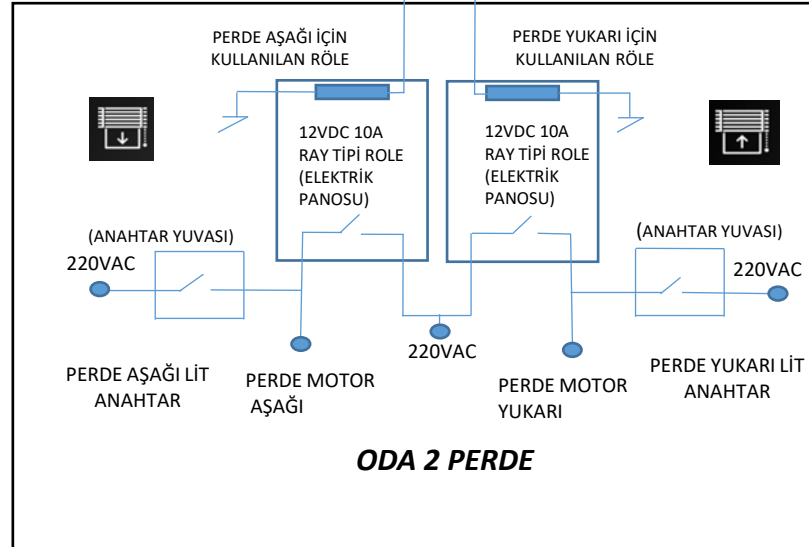 PERDE AŞAĞI İÇİN
KULLANILAN RÖLE
PERDE YUKARI İÇİN
KULLANILAN RÖLE
12VDC 10A
RAY TİPİ ROLE
(ELEKTRİK
PANOSU)
12VDC 10A
RAY TİPİ ROLE
(ELEKTRİK
PANOSU)
(ANAHTAR YUVASI)
220VAC
(ANAHTAR YUVASI)
220VAC
220VAC
PERDE AŞAĞI LİT
ANAHTAR
PERDE MOTOR
AŞAĞI
PERDE MOTOR
YUKARI
PERDE YUKARI LİT
ANAHTAR
ODA 2 PERDE